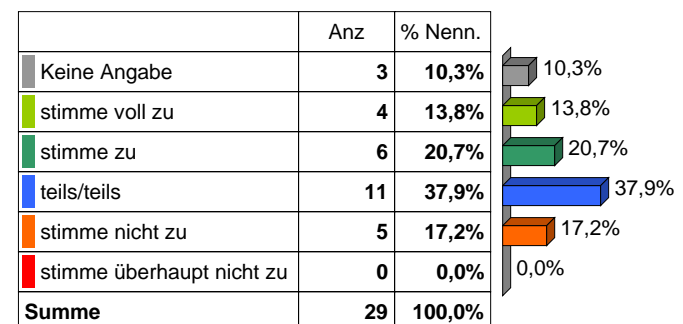 Anz % Nenn.
Keine Angabe 3 10,3% 10,3%
stimme voll zu 4 13,8% 13,8%
stimme zu 6 20,7% 20,7%
teils/teils 11 37,9% 37,9%
stimme nicht zu 5 17,2% 17,2%
stimme überhaupt nicht zu 0 0,0% 0,0%
Summe 29 100,0%